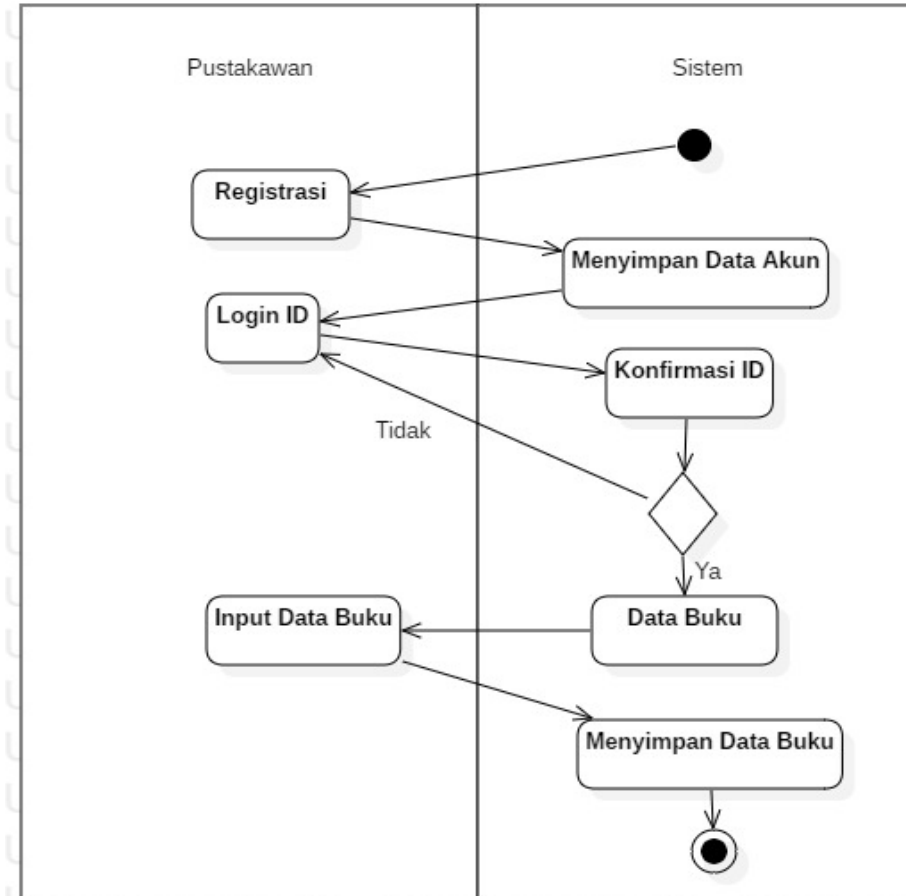 Pustakawan
Sistem
Registrasi
Menyimpan Data Akun
Login ID
Konfirmasi ID
Tidak
Ya
Input Data Buku
Data Buku
Menyimpan Data Buku